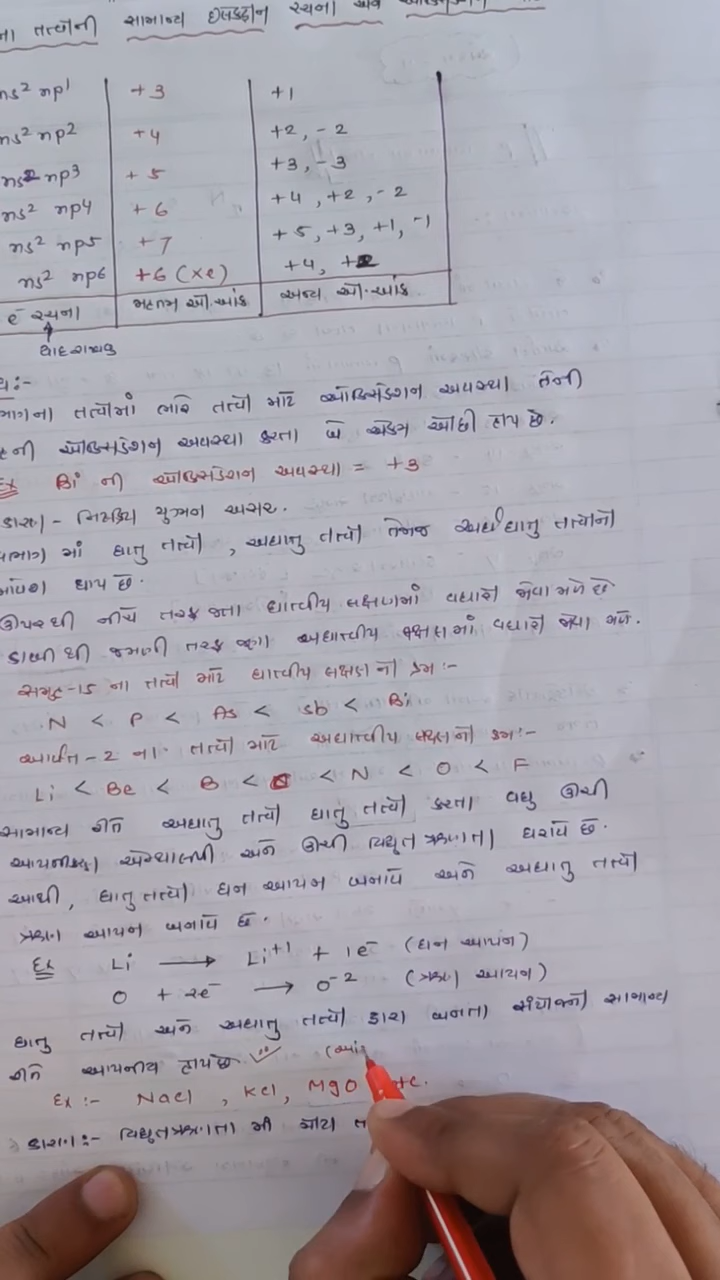 ના તત્વોની સામાન્ય ઇલેક્ટ્રોન રચના અને
ns² np¹ +3 +1
ns² np² +4 +2, -2
ns2 np3 +5 +3, -3
ns² np4 +6 +4, +2, -2
ns² np5 +7 +5, +3, +1, -1
ns² np6 +6 (xe) +4, +2
e⁻ રચના મહત્તમ ઓ.આંક અન્ય ઓ.આંક
ના તત્વોમાં ભારે તત્વો માટે ઓક્સિડેશન અવસ્થા તેની
ની ઓક્સિડેશન અવસ્થા કરતા બે એકમ ઓછી હોય છે.
Ex Bi ની ઓક્સિડેશન અવસ્થા = +3
કારણ - નિષ્ક્રિય યુગ્મન અસર.
માં ધાતુ તત્વો, અધાતુ તત્વો તેમજ અર્ધધાતુ તત્વોનો
થાય છે.
ઉપરથી નીચે તરફ જતા ધાત્વીય લક્ષણમાં વધારો જોવા મળે છે
ડાબી થી જમણી તરફ જતા અધાત્વીય લક્ષણમાં વધારો જોવા મળે.
સમૂહ-15 ના તત્વો માટે ધાત્વીય લક્ષણ નો ક્રમ :-
N < P < As < Sb < Bi
આવર્ત-2 ના તત્વો માટે અધાત્વીય લક્ષણનો ક્રમ :-
Li < Be < B < C < N < O < F
સામાન્ય રીતે અધાતુ તત્વો ધાતુ તત્વો કરતા વધુ ઊંચી
આયનીકરણ એન્થાલ્પી અને ઊંચી વિદ્યુત ઋણતા ધરાવે છે.
આથી, ધાતુ તત્વો ધન આયન બનાવે અને અધાતુ તત્વો
ઋણ આયન બનાવે છે.
Ex Li ⟶ Li⁺¹ + 1e⁻ (ધન આયન)
O + 2e⁻ ⟶ O⁻² (ઋણ આયન)
ધાતુ તત્વો અને અધાતુ તત્વો દ્વારા બનતા સંયોજનો સામાન્ય
રીતે આયનીય હોય છે
Ex :- NaCl, KCl, MgO etc.
કારણ :- વિદ્યુતઋણતા ની મોટા ત